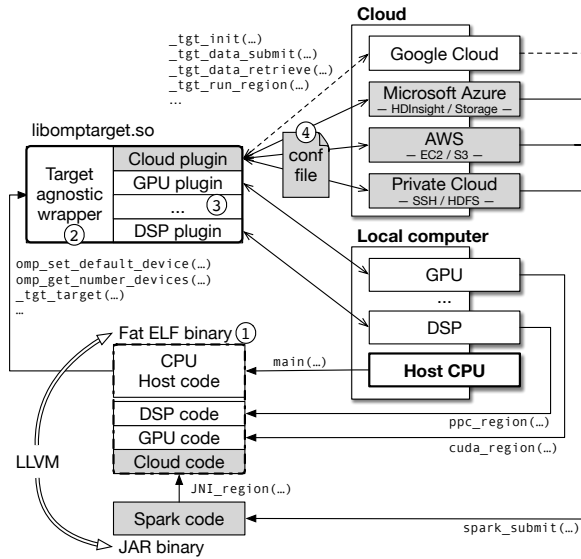 Cloud
_tgt_init(…)
_tgt_data_submit(…)
_tgt_data_retrieve(…)
_tgt_run_region(…)
...
Google Cloud
Microsoft Azure
— HDInsight / Storage —
AWS
— EC2 / S3 —
Private Cloud
— SSH / HDFS —
4
conf
file
libomptarget.so
Target
agnostic
wrapper
2
Cloud plugin
GPU plugin
...
3
DSP plugin
Local computer
GPU
...
DSP
Host CPU
omp_set_default_device(…)
omp_get_number_devices(…)
_tgt_target(…)
…
Fat ELF binary 1
CPU
Host code
DSP code
GPU code
Cloud code
main(…)
ppc_region(…)
cuda_region(…)
LLVM
JNI_region(…)
Spark code
spark_submit(…)
JAR binary